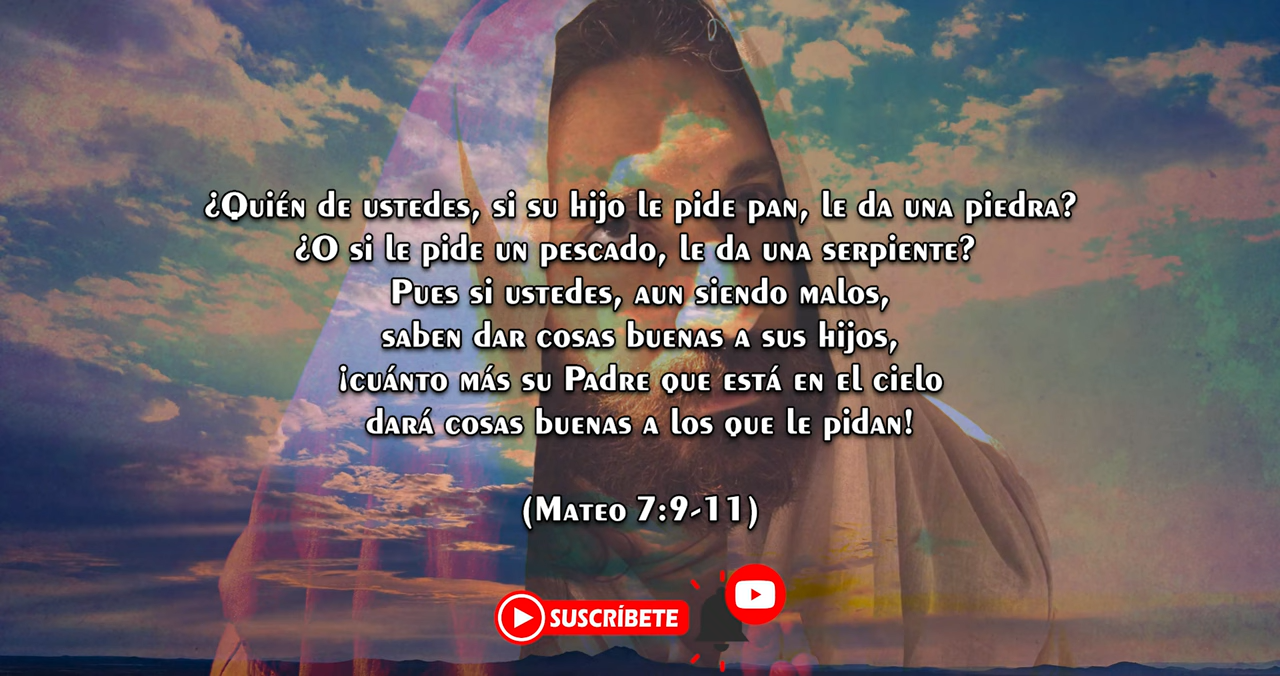 ¿Quién de ustedes, si su hijo le pide pan, le da una piedra?
¿O si le pide un pescado, le da una serpiente?
Pues si ustedes, aun siendo malos,
saben dar cosas buenas a sus hijos,
¡cuánto más su Padre que está en el cielo
dará cosas buenas a los que le pidan!
(Mateo 7:9-11)
SUSCRÍBETE